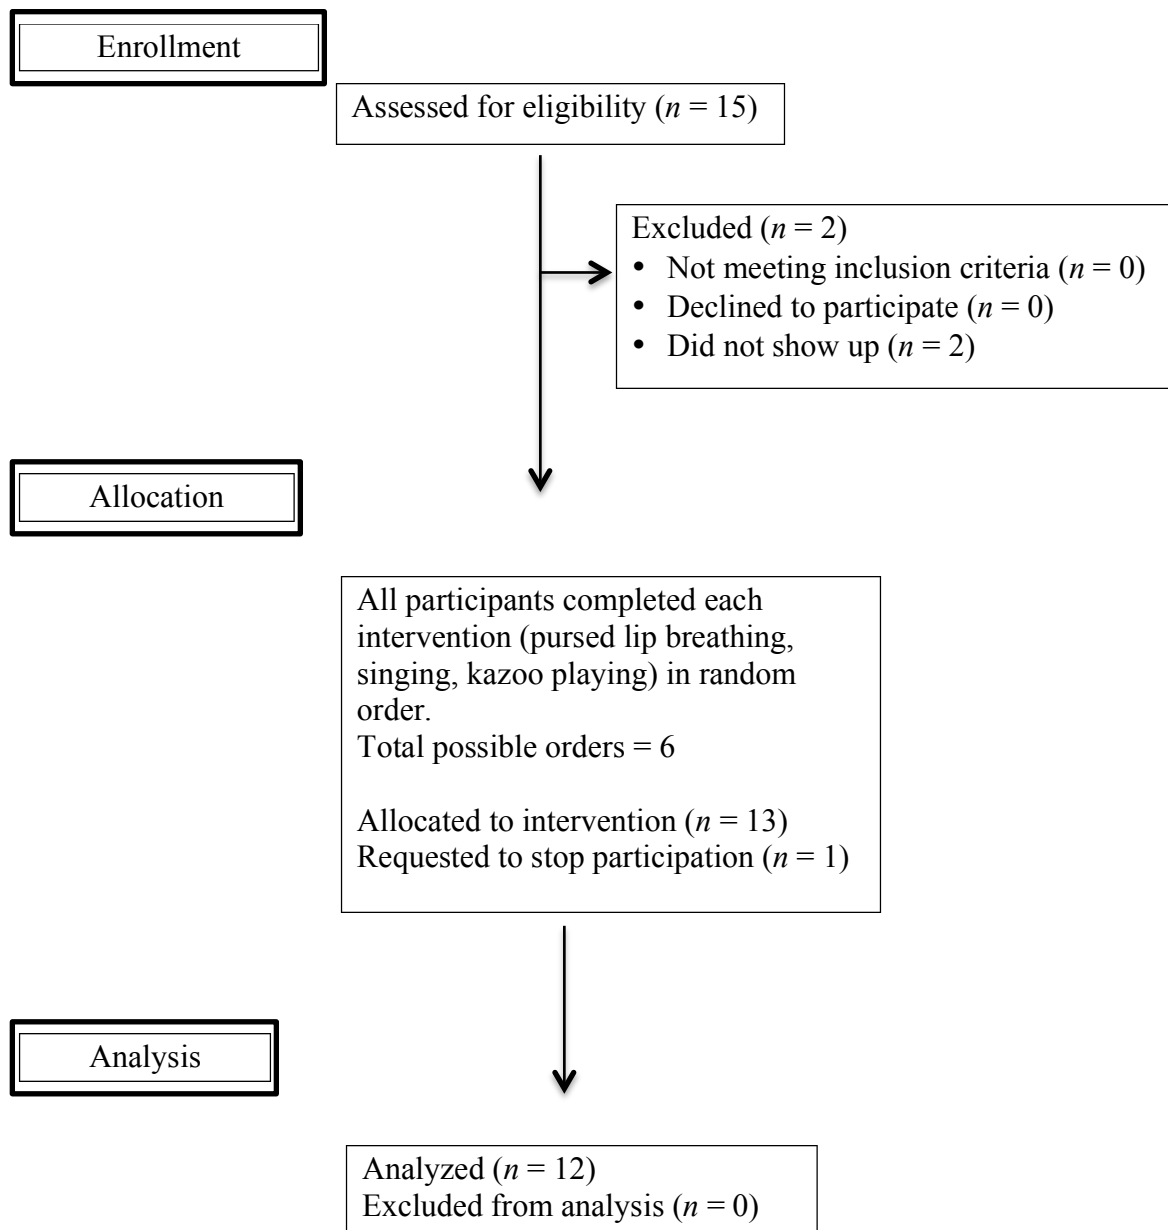 Enrollment
Assessed for eligibility (n = 15)
Excluded (n = 2)
• Not meeting inclusion criteria (n = 0)
• Declined to participate (n = 0)
• Did not show up (n = 2)
Allocation
All participants completed each
intervention (pursed lip breathing,
singing, kazoo playing) in random
order.
Total possible orders = 6
Allocated to intervention (n = 13)
Requested to stop participation (n = 1)
Analysis
Analyzed (n = 12)
Excluded from analysis (n = 0)